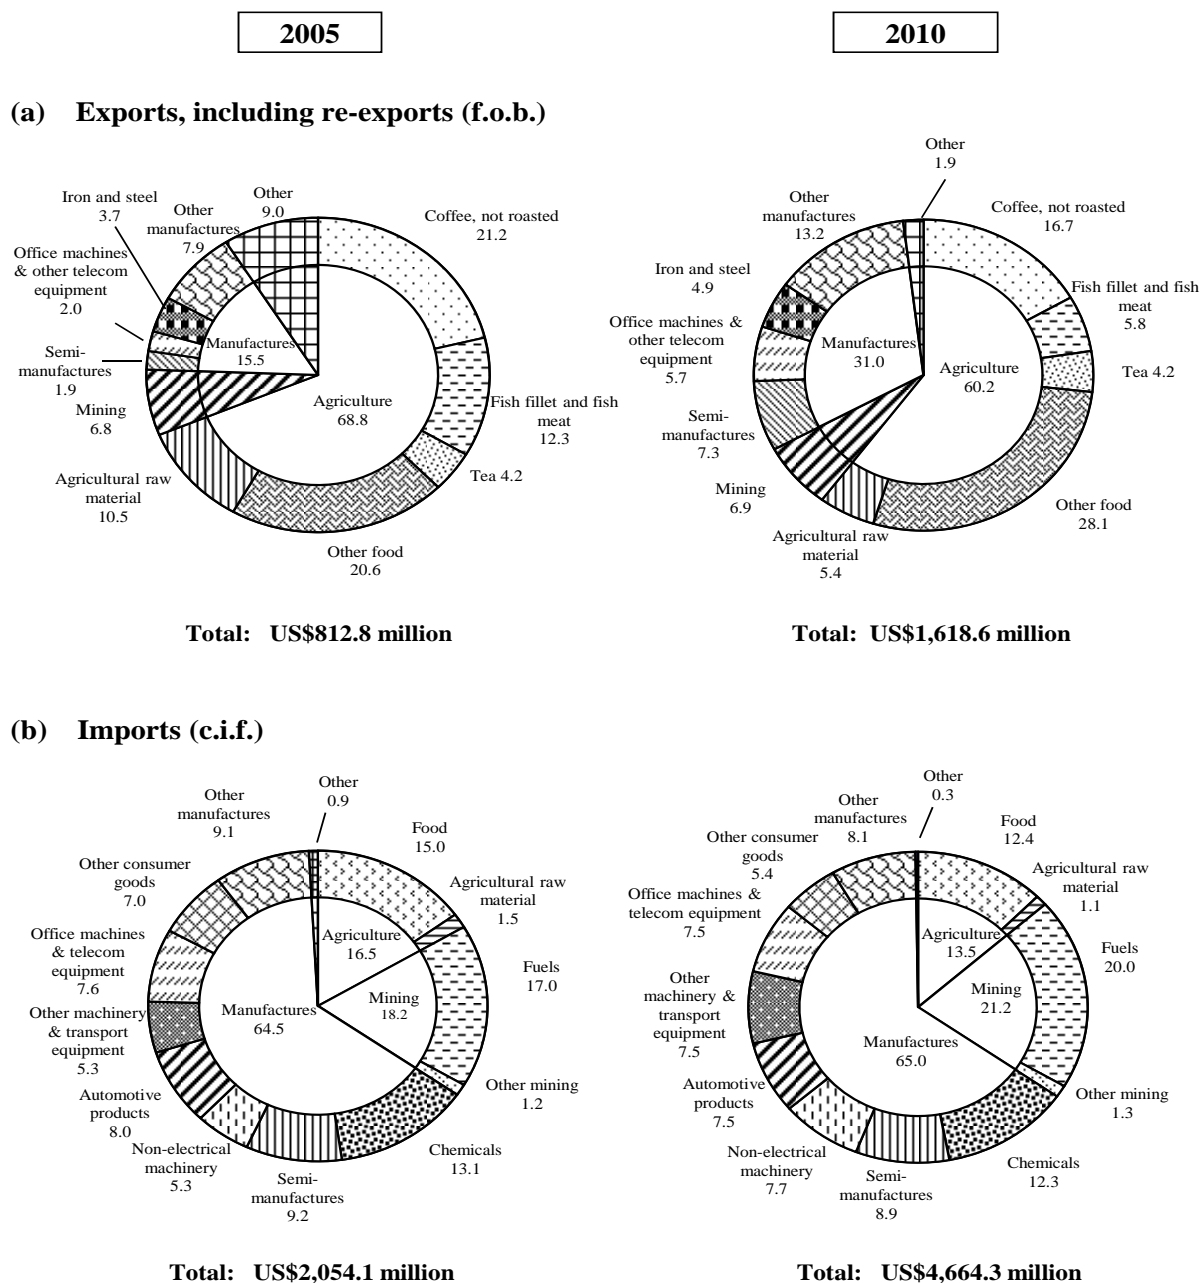 2005
2010
(a) Exports, including re-exports (f.o.b.)
Iron and steel
3.7
Other
manufactures
7.9
Other
9.0
Coffee, not roasted
21.2
Office machines
& other telecom
equipment
2.0
Semi-
manufactures
1.9
Manufactures
15.5
Agriculture
68.8
Mining
6.8
Fish fillet and fish
meat
12.3
Tea 4.2
Agricultural raw
material
10.5
Other food
20.6
Total: US$812.8 million
Other
1.9
Other
manufactures
13.2
Coffee, not roasted
16.7
Iron and steel
4.9
Fish fillet and fish
meat
5.8
Office machines &
other telecom
equipment
5.7
Manufactures
31.0
Agriculture
60.2
Tea 4.2
Semi-
manufactures
7.3
Mining
6.9
Other food
28.1
Agricultural raw
material
5.4
Total: US$1,618.6 million
(b) Imports (c.i.f.)
Other
0.9
Other
manufactures
9.1
Food
15.0
Other consumer
goods
7.0
Agricultural raw
material
1.5
Office machines
& telecom
equipment
7.6
Agriculture
16.5
Fuels
17.0
Mining
18.2
Manufactures
64.5
Other machinery
& transport
equipment
5.3
Other mining
1.2
Automotive
products
8.0
Non-electrical
machinery
5.3
Semi-
manufactures
9.2
Chemicals
13.1
Total: US$2,054.1 million
Other
0.3
Other
manufactures
8.1
Food
12.4
Other consumer
goods
5.4
Agricultural raw
material
1.1
Office machines &
telecom equipment
7.5
Agriculture
13.5
Fuels
20.0
Mining
21.2
Other
machinery &
transport
equipment
7.5
Manufactures
65.0
Other mining
1.3
Automotive
products
7.5
Non-electrical
machinery
7.7
Semi-
manufactures
8.9
Chemicals
12.3
Total: US$4,664.3 million